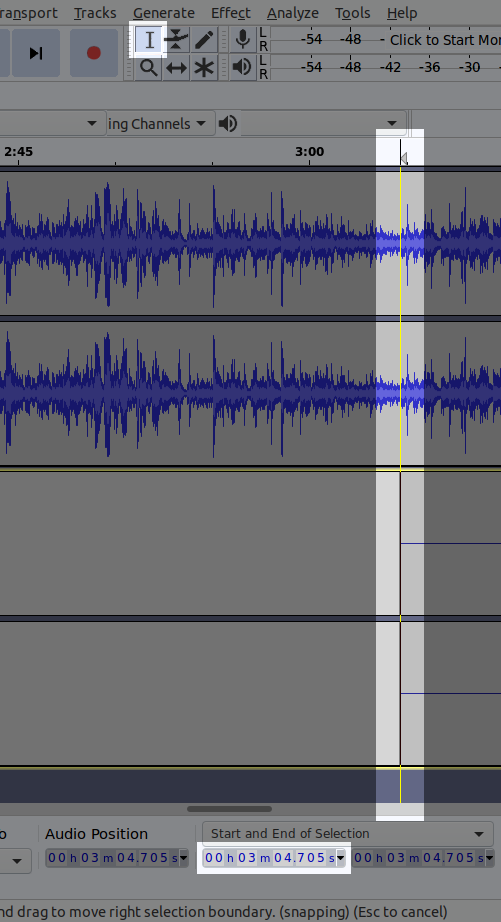 ransport Tracks Generate Effect Analyze Tools Help
L
R
-54 -48 - Click to Start Mor
L
R
-54 -48 -42 -36 -30
ing Channels
2:45 3:00
o Audio Position Start and End of Selection
00 h 03 m 04.705 s 00 h 03 m 04.705 s 00 h 03 m 04.705 s
nd drag to move right selection boundary. (snapping) (Esc to cancel)